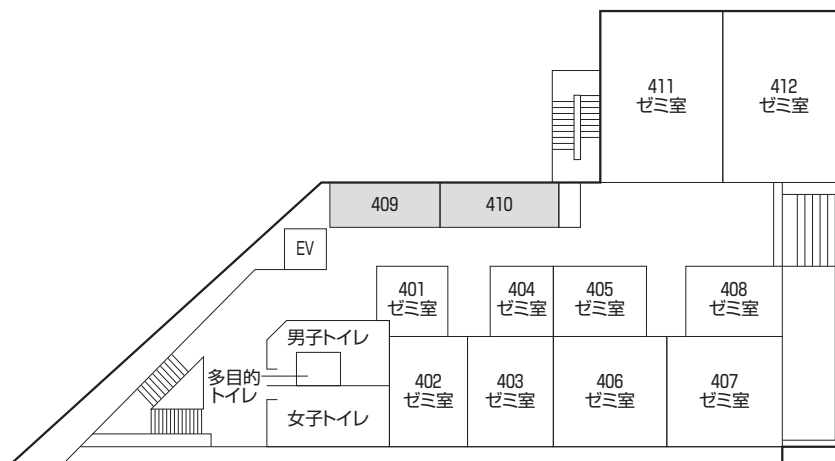 411
ゼミ室
412
ゼミ室
409
410
EV
401
ゼミ室
404
ゼミ室
405
ゼミ室
408
ゼミ室
男子トイレ
多目的
トイレ
女子トイレ
402
ゼミ室
403
ゼミ室
406
ゼミ室
407
ゼミ室